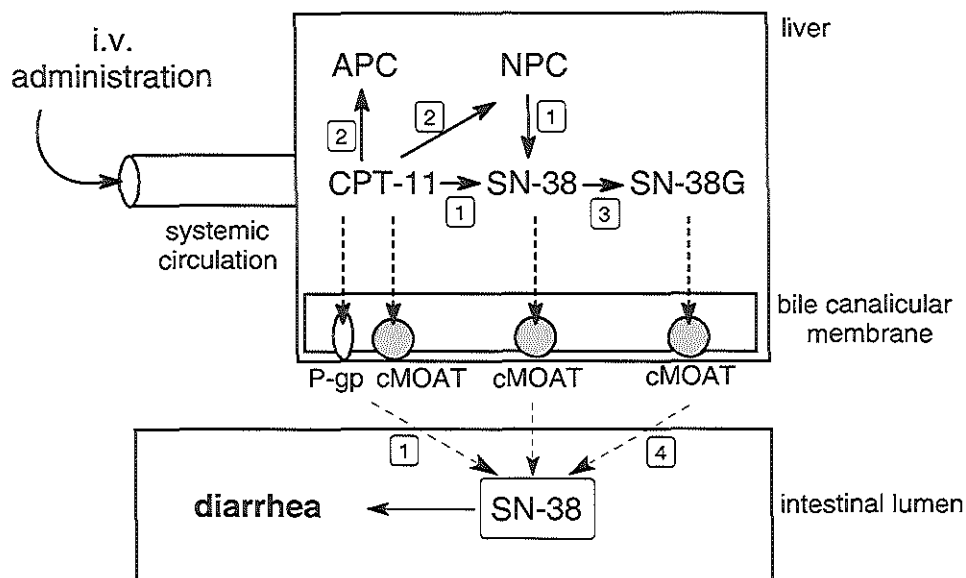 liver
i.v.
administration
APC NPC
2 2 1
CPT-11 SN-38 SN-38G
1 3
systemic
circulation
bile canalicular
membrane
P-gp cMOAT cMOAT cMOAT
1 4
diarrhea SN-38 intestinal lumen